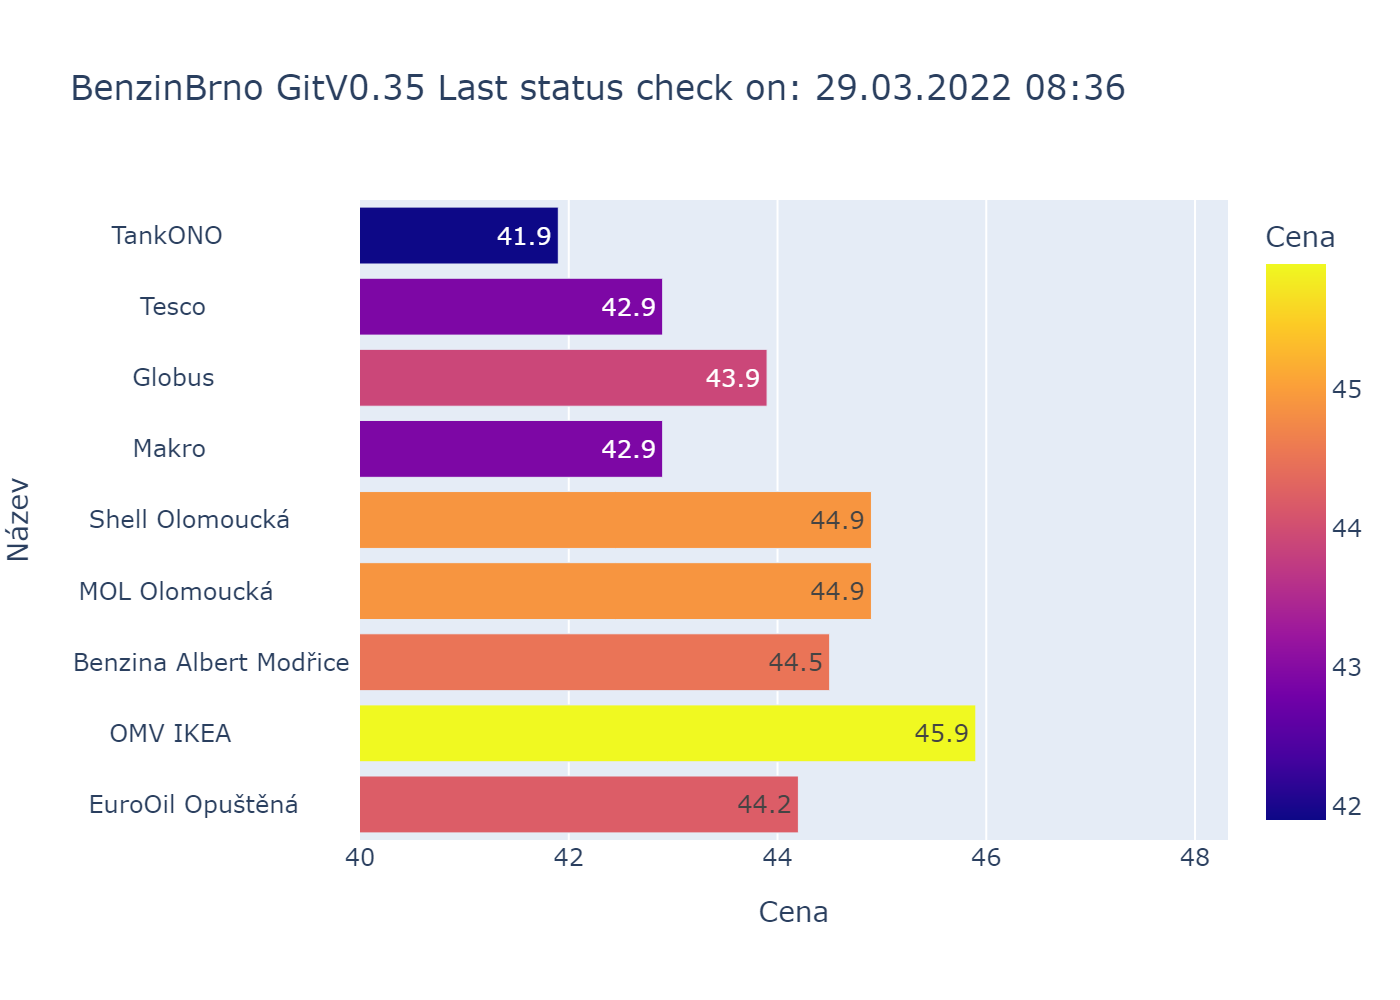 BenzinBrno GitV0.35 Last status check on: 29.03.2022 08:36
Název
TankONO
41.9
Tesco
42.9
Globus
43.9
Makro
42.9
Shell Olomoucká
44.9
MOL Olomoucká
44.9
Benzina Albert Modřice
44.5
OMV IKEA
45.9
EuroOil Opuštěná
44.2
40 42 44 46 48
Cena
Cena
45
44
43
42